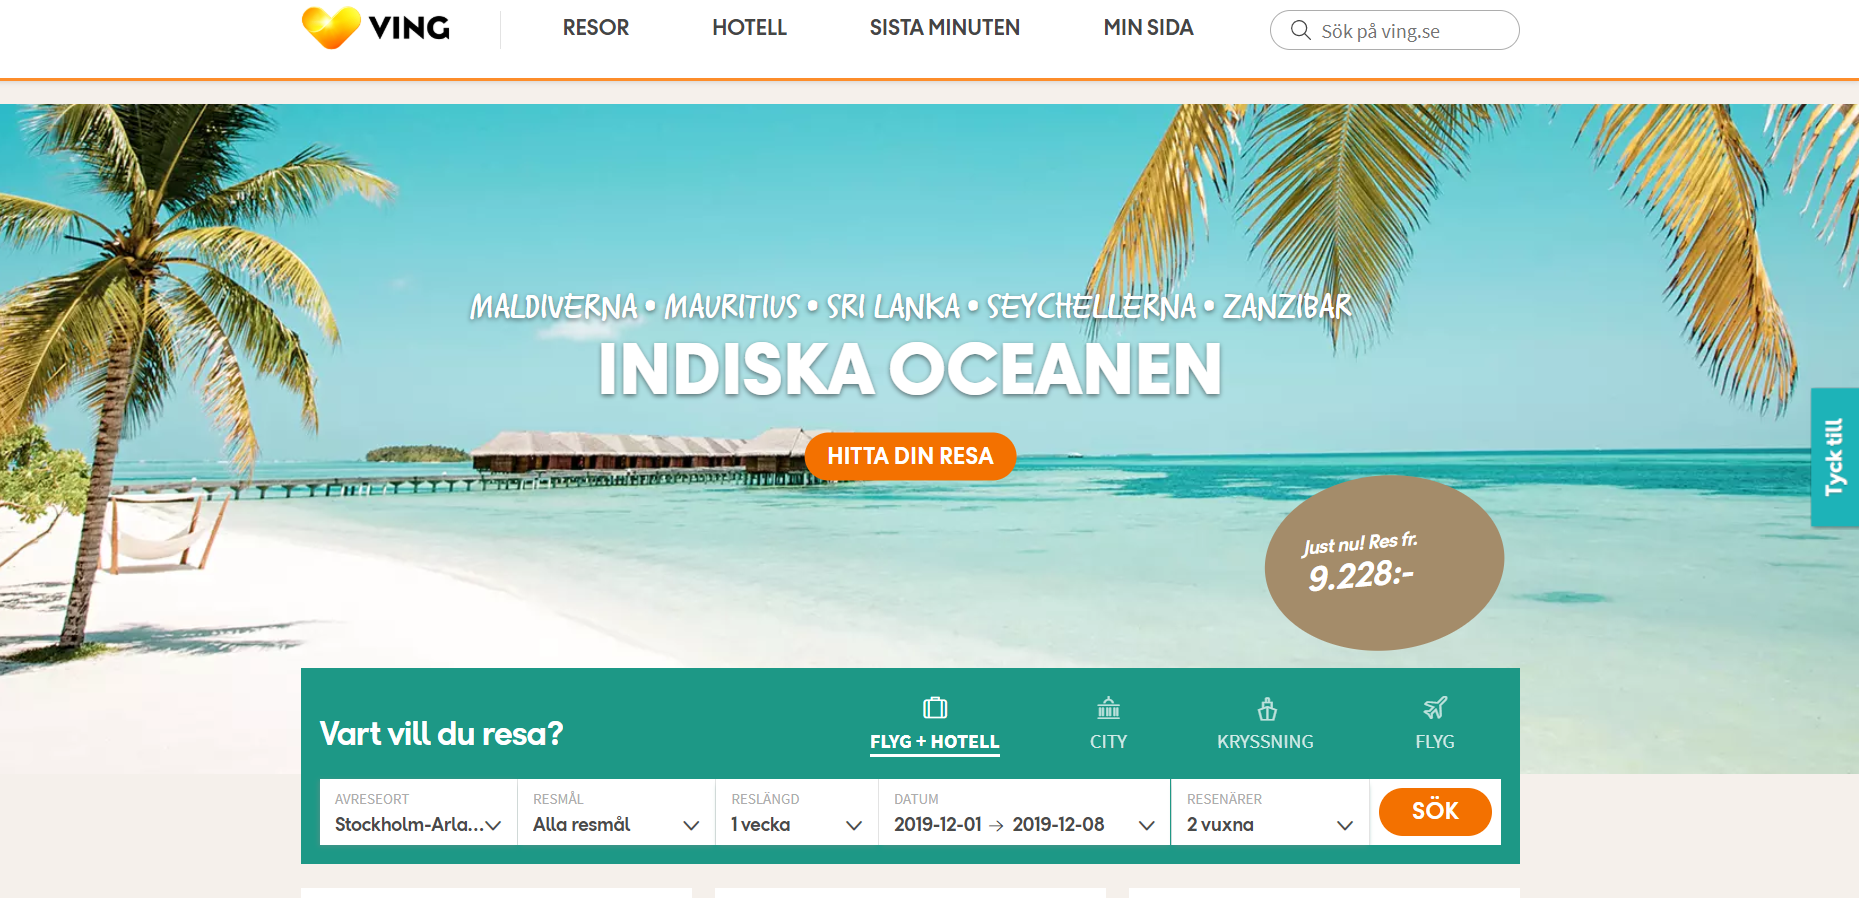 VING
RESOR
HOTELL
SISTA MINUTEN
MIN SIDA
Sök på ving.se
MALDIVERNA • MAURITIUS • SRI LANKA • SEYCHELLERNA • ZANZIBAR
INDISKA OCEANEN
HITTA DIN RESA
Tyck till
Just nu! Res fr.
9.228:-
Vart vill du resa?
FLYG + HOTELL
CITY
KRYSSNING
FLYG
AVRESEORT
Stockholm-Arla...
RESMÅL
Alla resmål
RESLÄNGD
1 vecka
DATUM
2019-12-01 → 2019-12-08
RESENÄRER
2 vuxna
SÖK